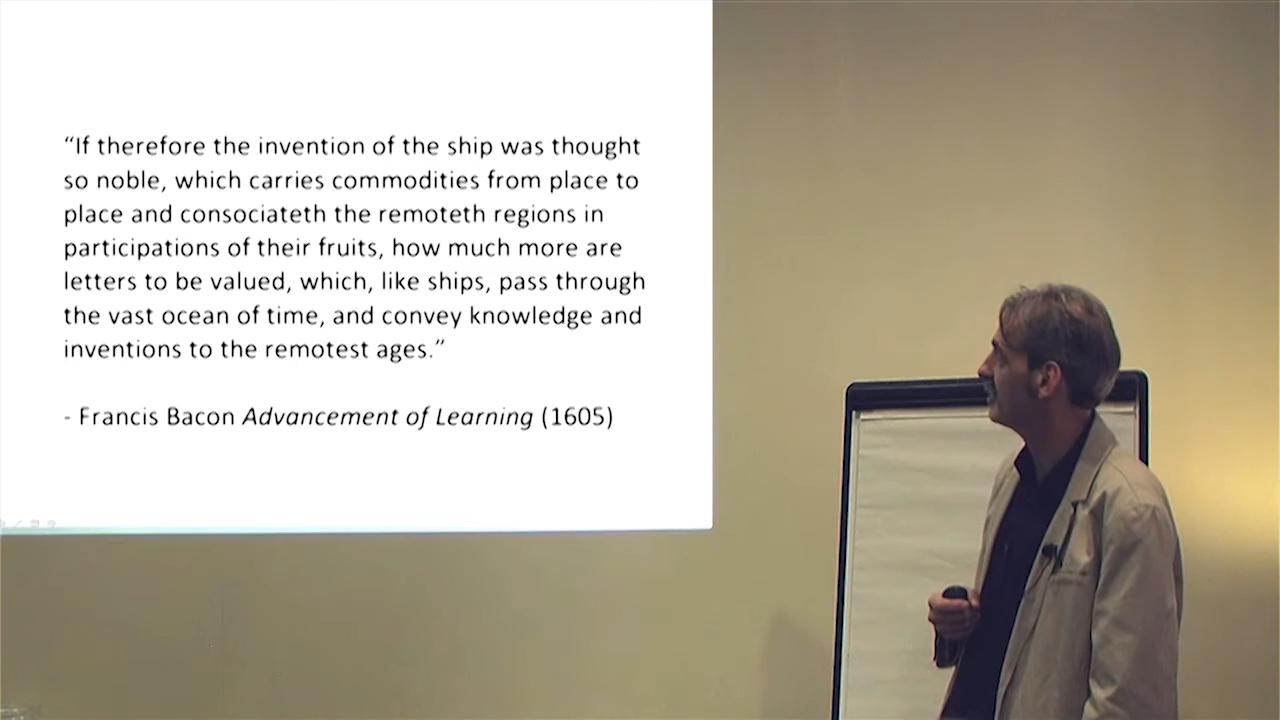 “If therefore the invention of the ship was thought
so noble, which carries commodities from place to
place and consociateth the remoteth regions in
participations of their fruits, how much more are
letters to be valued, which, like ships, pass through
the vast ocean of time, and convey knowledge and
inventions to the remotest ages.”
- Francis Bacon Advancement of Learning (1605)